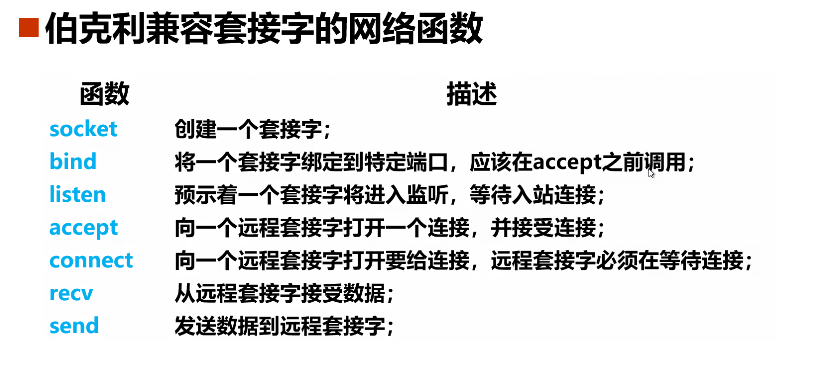 伯克利兼容套接字的网络函数
函数 描述
socket 创建一个套接字；
bind 将一个套接字绑定到特定端口，应该在accept之前调用；
listen 预示着一个套接字将进入监听，等待入站连接；
accept 向一个远程套接字打开一个连接，并接受连接；
connect 向一个远程套接字打开要给连接，远程套接字必须在等待连接；
recv 从远程套接字接受数据；
send 发送数据到远程套接字；